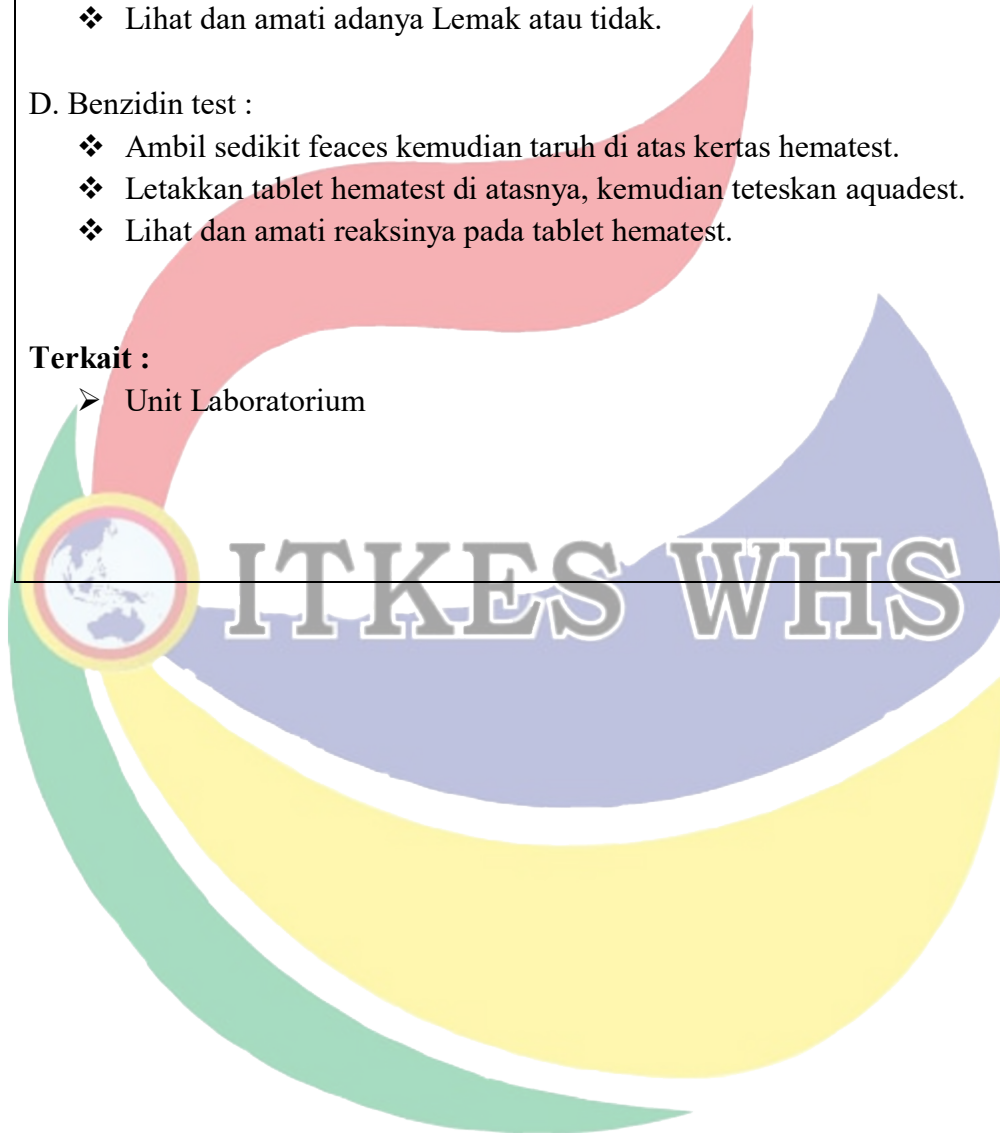 ❖ Lihat dan amati adanya Lemak atau tidak.
D. Benzidin test :
❖ Ambil sedikit feaces kemudian taruh di atas kertas hematest.
❖ Letakkan tablet hematest di atasnya, kemudian teteskan aquadest.
❖ Lihat dan amati reaksinya pada tablet hematest.
Terkait :
➢ Unit Laboratorium
ITKES WHS